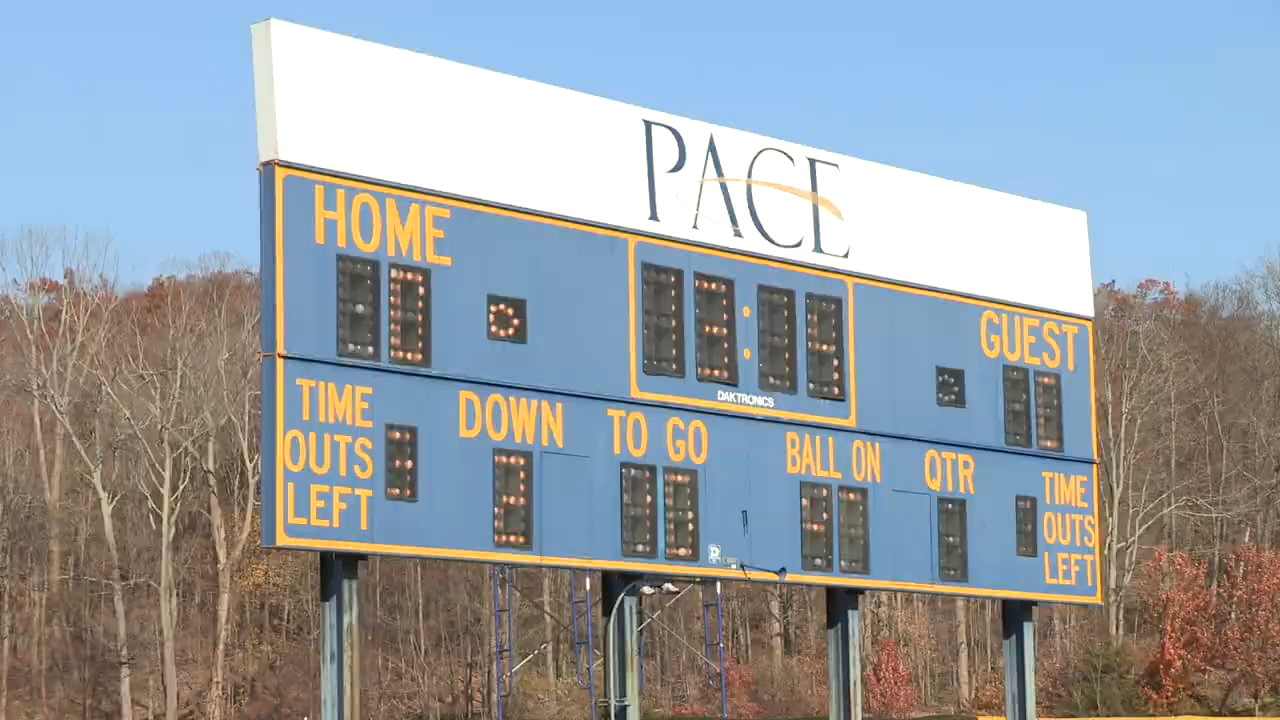 PACE
HOME
GUEST
DAKTRONICS
TIME
OUTS
LEFT
DOWN
TO GO
BALL ON
QTR
TIME
OUTS
LEFT